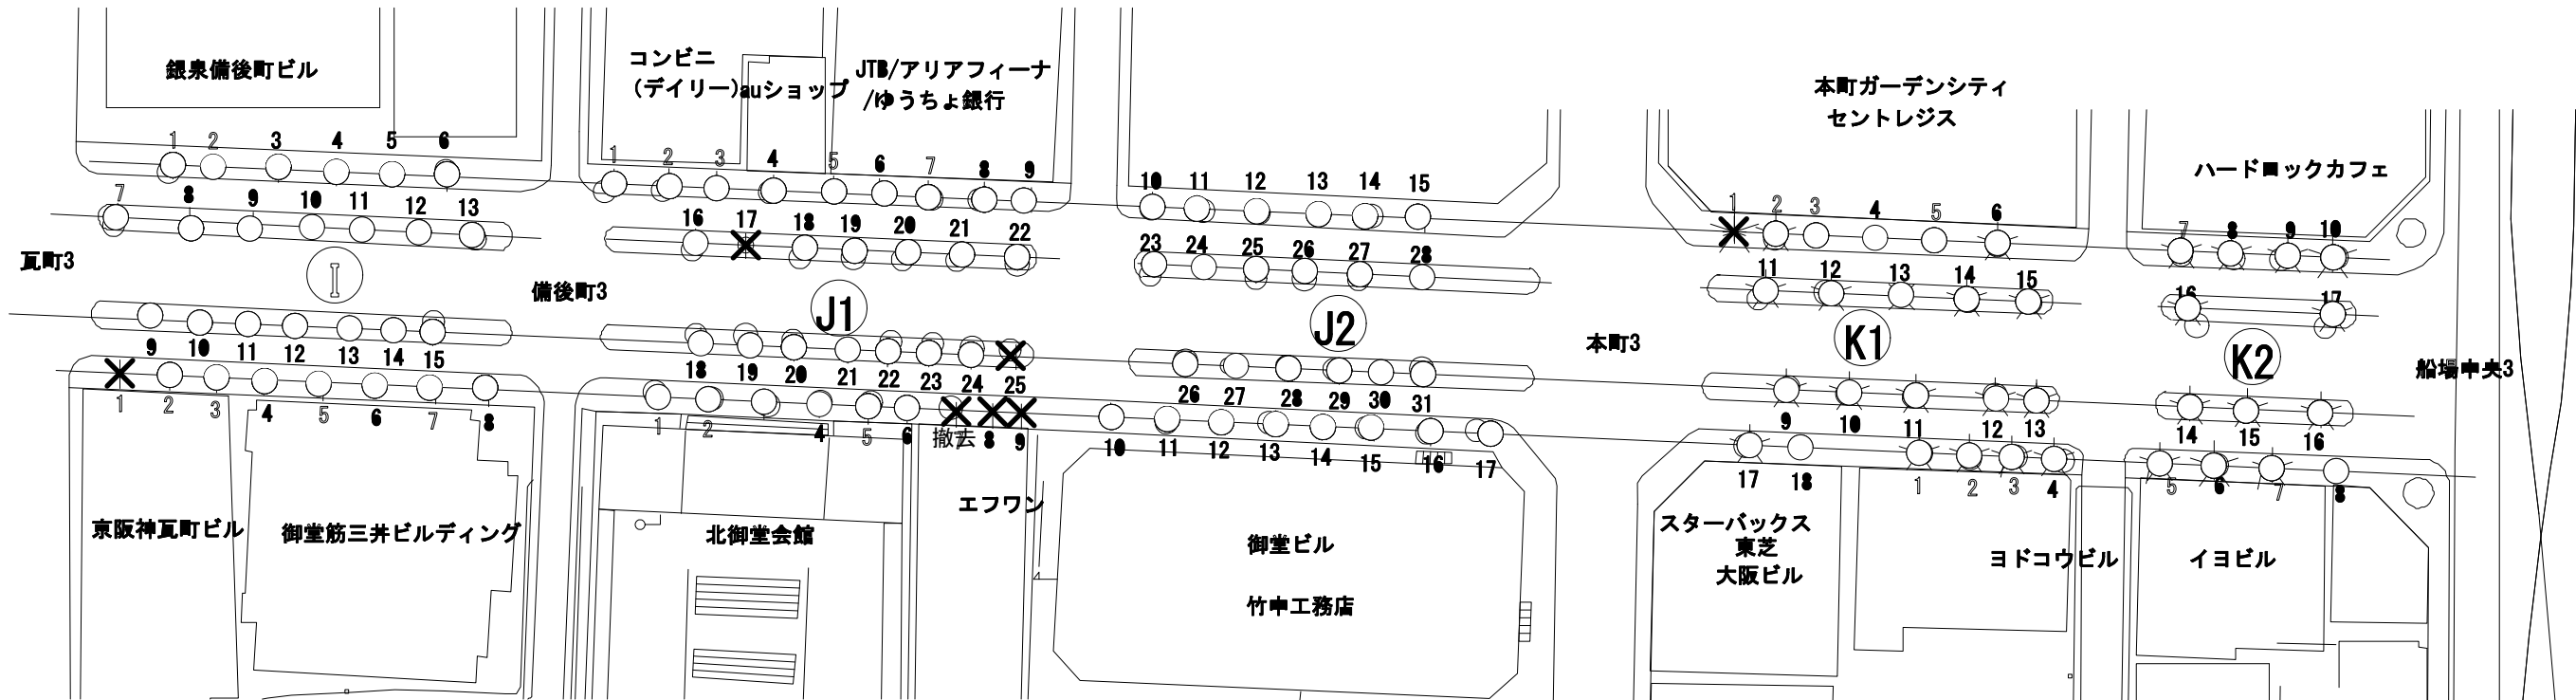 銀泉備後町ビル
コンビニ
(デイリー)auショップ
JTB/アリアフィーナ
/ゆうちょ銀行
本町ガーデンシティ
セントレジス
ハードロックカフェ
1 2 3 4 5 6
1 2 3 4 5 6 7 8 9
10 11 12 13 14 15
1 2 3 4 5 6
7 8 9 10
7 8 9 10 11 12 13
16 17 18 19 20 21 22
23 24 25 26 27 28
11 12 13 14 15
16 17
瓦町3
I
備後町3
J1
J2
本町3
K1
K2
船場中央3
9 10 11 12 13 14 15
18 19 20 21 22 23 24 25
26 27 28 29 30 31
9 10 11 12 13
14 15 16
1 2 3 4 5 6 7 8
1 2 4 5 6 撤去 7 8 9
10 11 12 13 14 15 16 17
17 18
1 2 3 4
5 6 7 8
京阪神瓦町ビル
御堂筋三井ビルディング
北御堂会館
エフワン
御堂ビル
竹中工務店
スターバックス
東芝
大阪ビル
ヨドコウビル
イヨビル